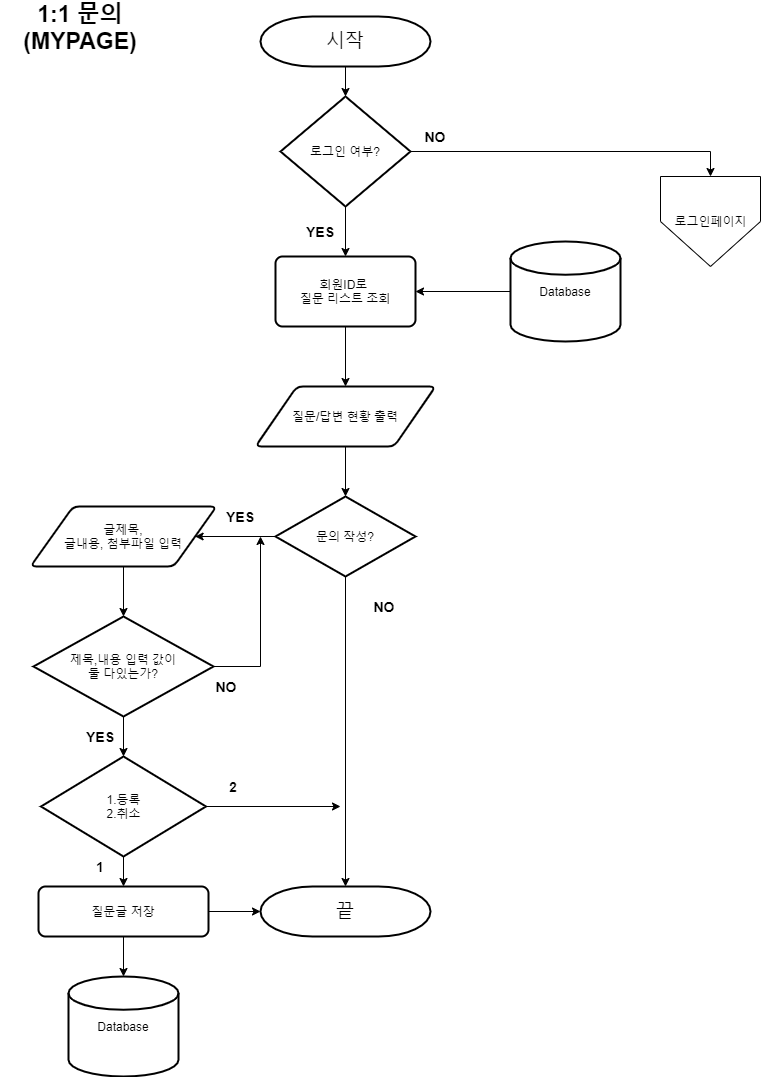 1:1 문의
(MYPAGE)
시작
로그인 여부?
NO
로그인페이지
YES
회원ID로
질문 리스트 조회
Database
질문/답변 현황 출력
문의 작성?
YES
글제목,
글내용, 첨부파일 입력
NO
제목,내용 입력 값이
둘 다있는가?
NO
YES
1.등록
2.취소
2
1
질문글 저장
끝
Database